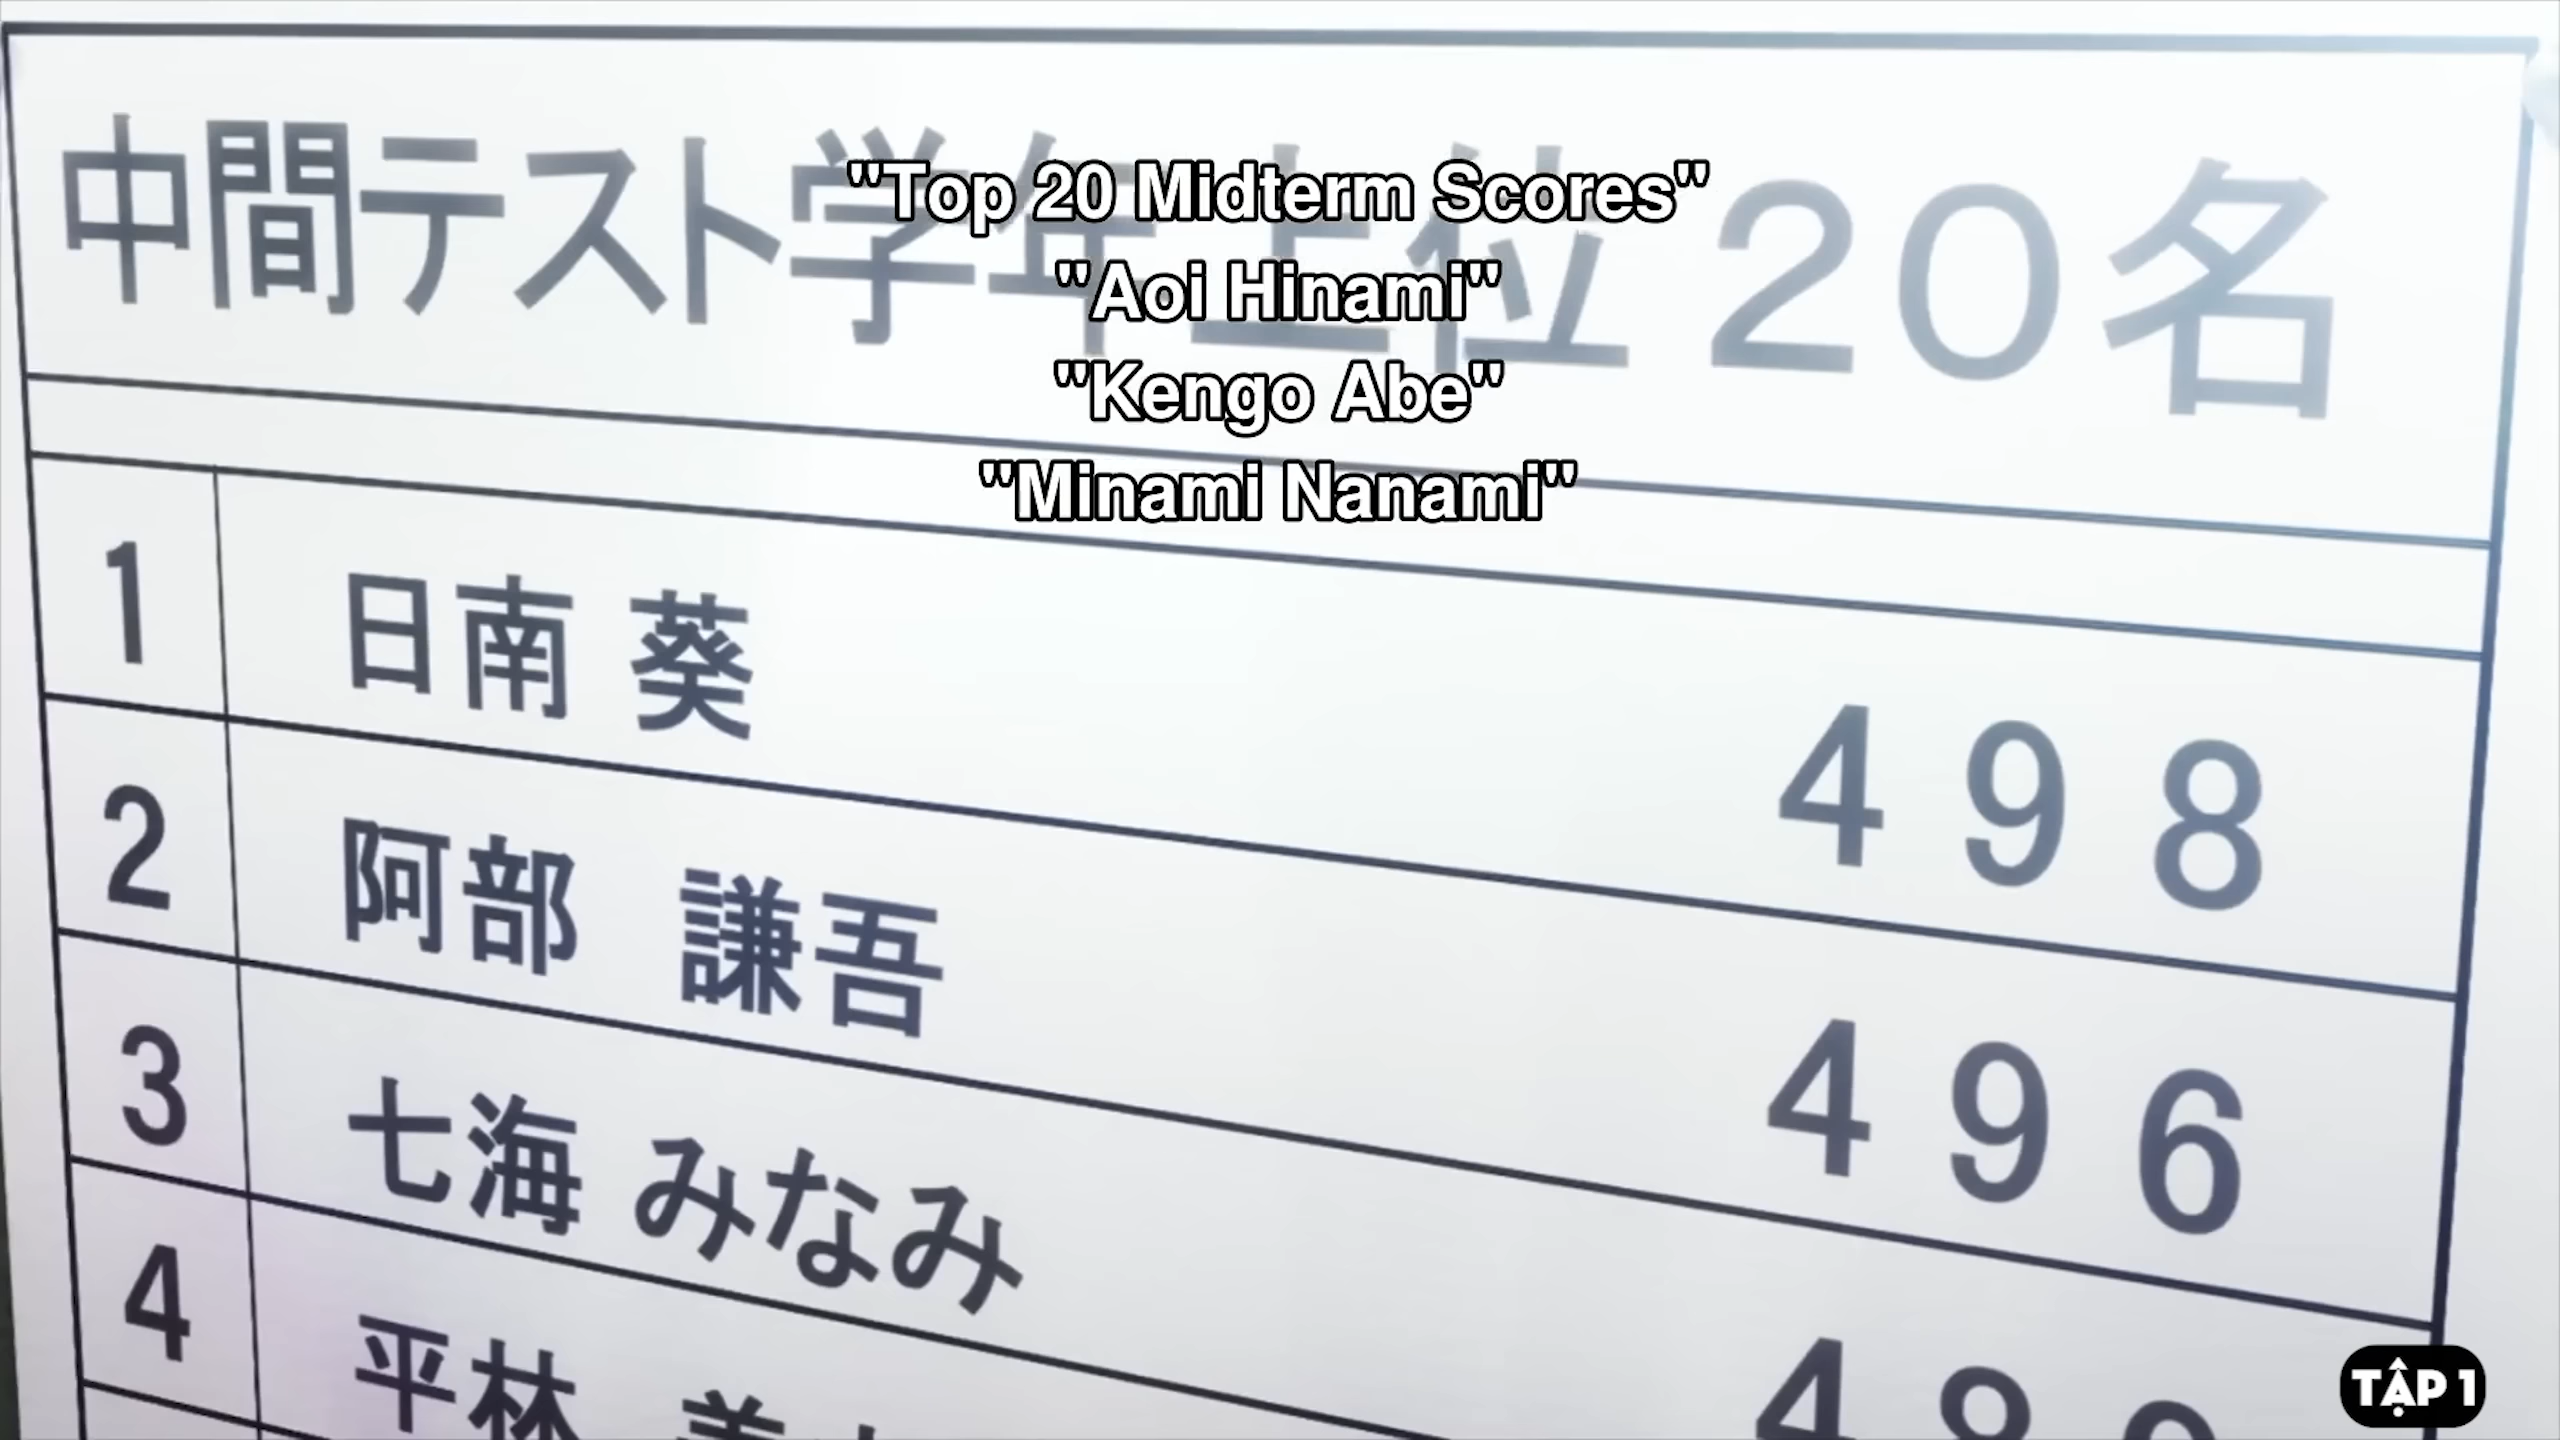 中間テスト学年上位20名
"Top 20 Midterm Scores"
"Aoi Hinami"
"Kengo Abe"
"Minami Nanami"
1 日南 葵 498
2 阿部 謙吾 496
3 七海 みなみ
4 平林
TẬP 1